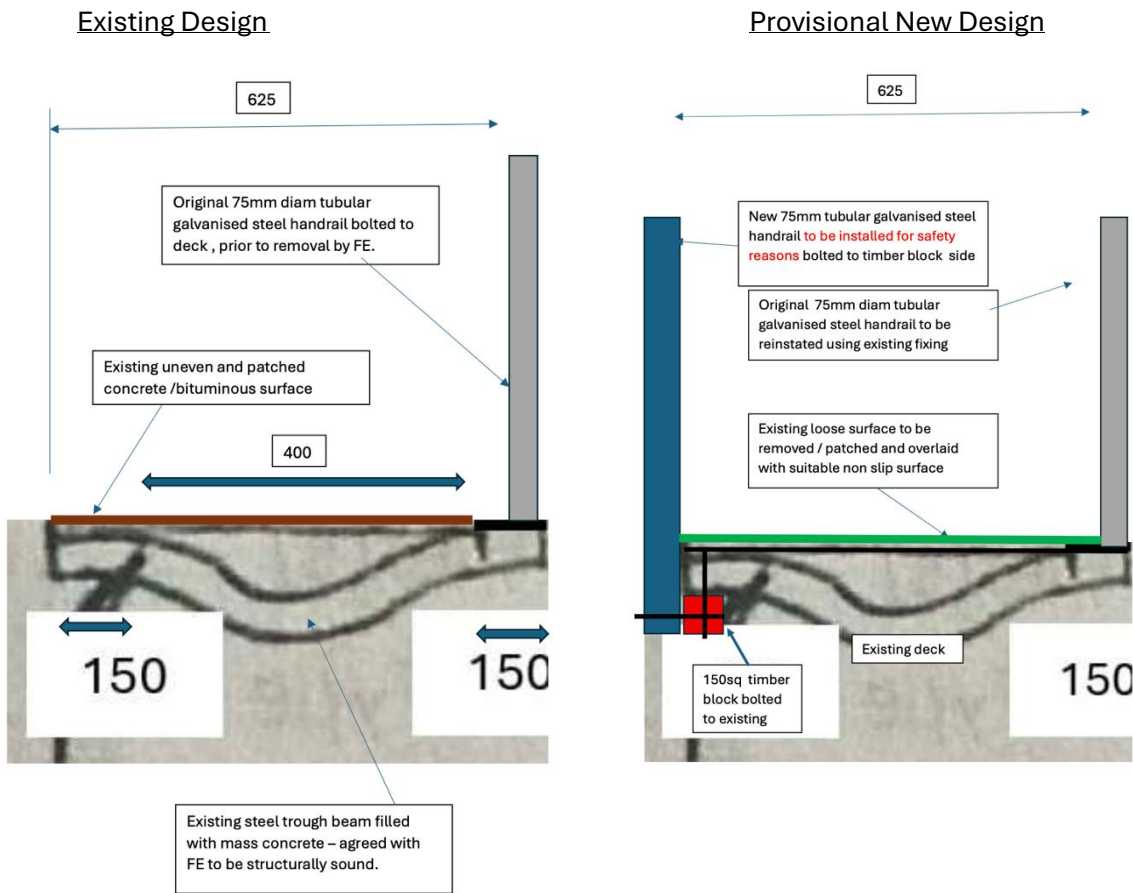 Existing Design
625
Original 75mm diam tubular
galvanised steel handrail bolted to
deck , prior to removal by FE.
Existing uneven and patched
concrete /bituminous surface
400
150
150
Existing steel trough beam filled
with mass concrete – agreed with
FE to be structurally sound.
Provisional New Design
625
New 75mm tubular galvanised steel
handrail to be installed for safety
reasons bolted to timber block side
Original 75mm diam tubular
galvanised steel handrail to be
reinstated using existing fixing
Existing loose surface to be
removed / patched and overlaid
with suitable non slip surface
Existing deck
150sq timber
block bolted
to existing
150